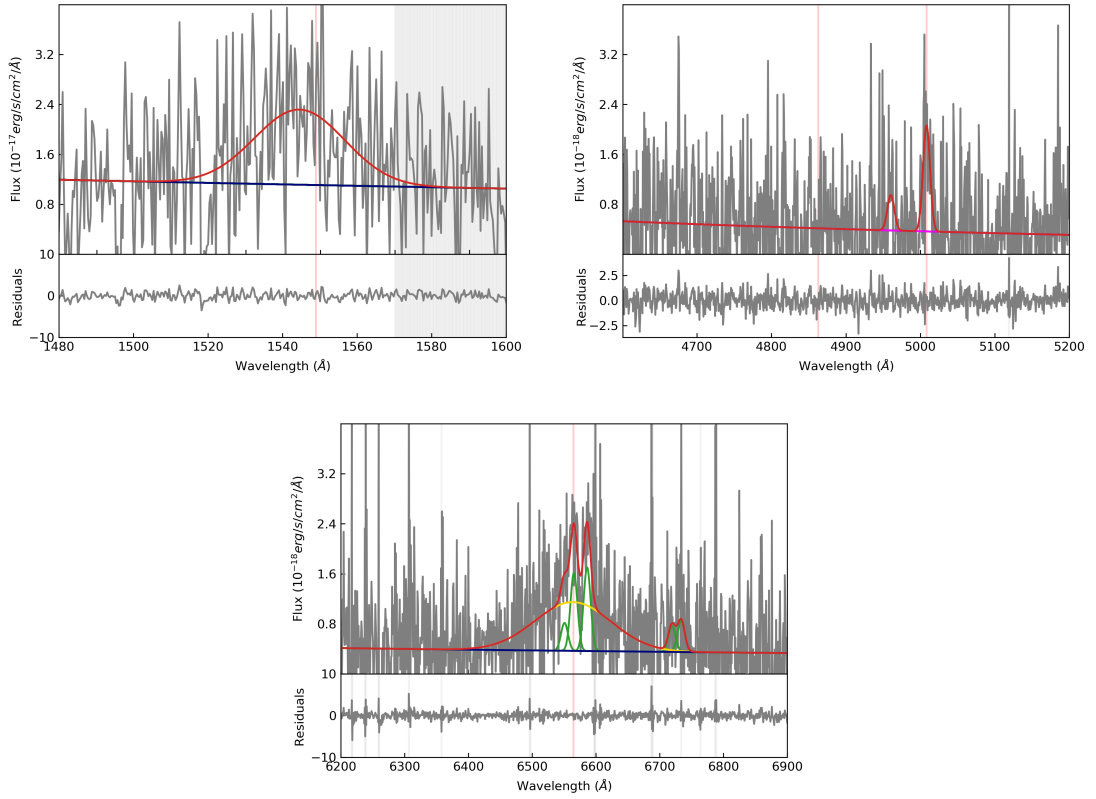 3.2
2.4
1.6
0.8
Flux (10⁻¹⁷erg/s/cm²/Å)
10
0
−10
Residuals
1480 1500 1520 1540 1560 1580 1600
Wavelength (Å)
3.2
2.4
1.6
0.8
Flux (10⁻¹⁸erg/s/cm²/Å)
2.5
0.0
−2.5
Residuals
4700 4800 4900 5000 5100 5200
Wavelength (Å)
3.2
2.4
1.6
0.8
Flux (10⁻¹⁸erg/s/cm²/Å)
10
0
−10
Residuals
6200 6300 6400 6500 6600 6700 6800 6900
Wavelength (Å)